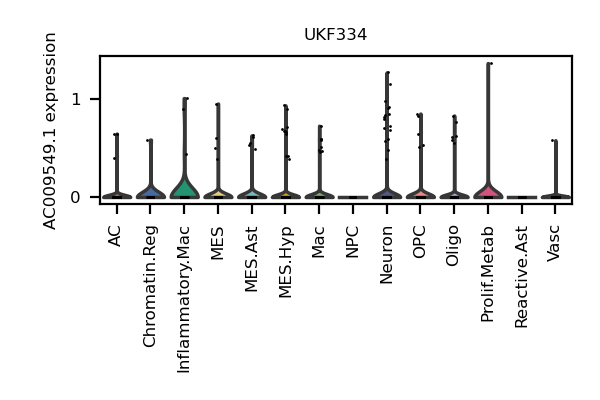 UKF334
AC009549.1 expression
1
0
AC
Chromatin.Reg
Inflammatory.Mac
MES
MES.Ast
MES.Hyp
Mac
NPC
Neuron
OPC
Oligo
Prolif.Metab
Reactive.Ast
Vasc